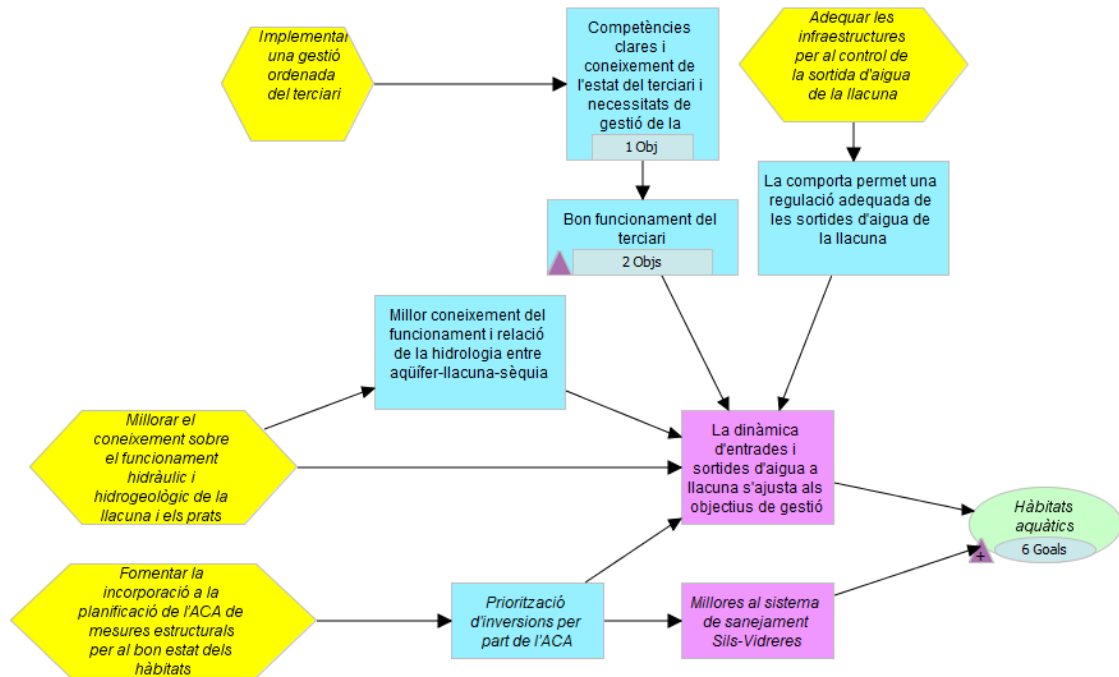 Implementar
una gestió
ordenada
del terciari
Competències
clares i
coneixement de
l'estat del terciari i
necessitats de
gestió de la
1 Obj
Adequar les
infraestructures
per al control de
la sortida d'aigua
de la llacuna
Bon funcionament del
terciari
2 Objs
La comporta permet una
regulació adequada de
les sortides d'aigua de
la llacuna
Millor coneixement del
funcionament i relació
de la hidrologia entre
aqüífer-llacuna-sèquia
Millorar el
coneixement sobre
el funcionament
hidràulic i
hidrogeològic de la
llacuna i els prats
La dinàmica
d'entrades i
sortides d'aigua a
llacuna s'ajusta als
objectius de gestió
Hàbitats
aquàtics
6 Goals
+
Fomentar la
incorporació a la
planificació de l'ACA de
mesures estructurals
per al bon estat dels
hàbitats
Priorització
d'inversions per
part de l'ACA
Millores al sistema
de sanejament
Sils-Vidreres